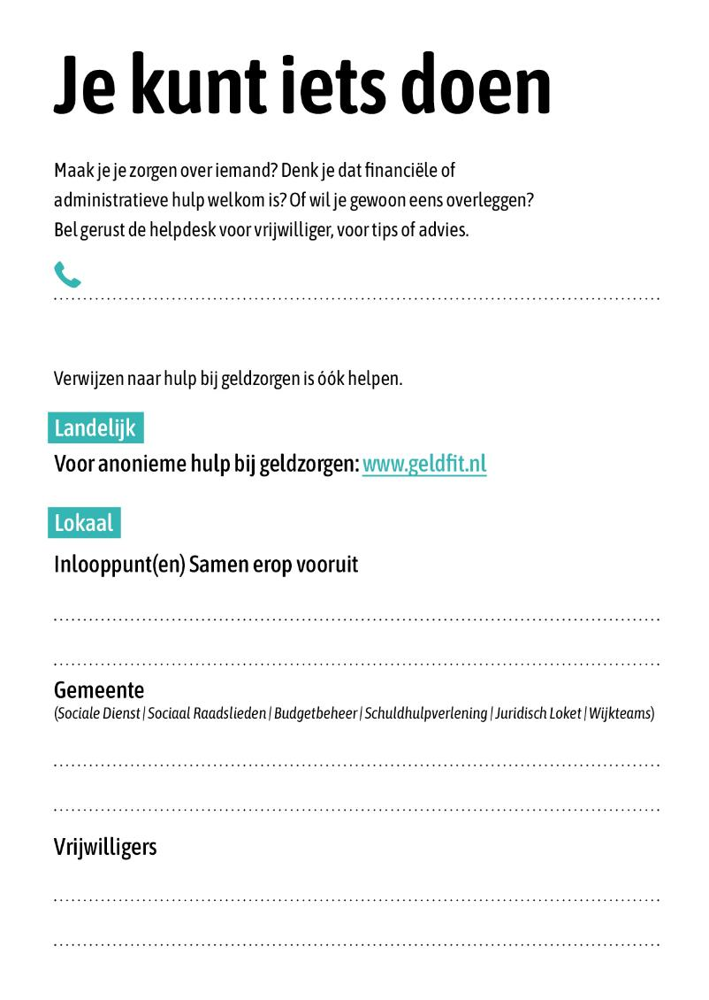 Je kunt iets doen
Maak je je zorgen over iemand? Denk je dat financiële of
administratieve hulp welkom is? Of wil je gewoon eens overleggen?
Bel gerust de helpdesk voor vrijwilliger, voor tips of advies.
Verwijzen naar hulp bij geldzorgen is óók helpen.
Landelijk
Voor anonieme hulp bij geldzorgen: www.geldfit.nl
Lokaal
Inlooppunt(en) Samen erop vooruit
Gemeente
(Sociale Dienst | Sociaal Raadslieden | Budgetbeheer | Schuldhulpverlening | Juridisch Loket | Wijkteams)
Vrijwilligers